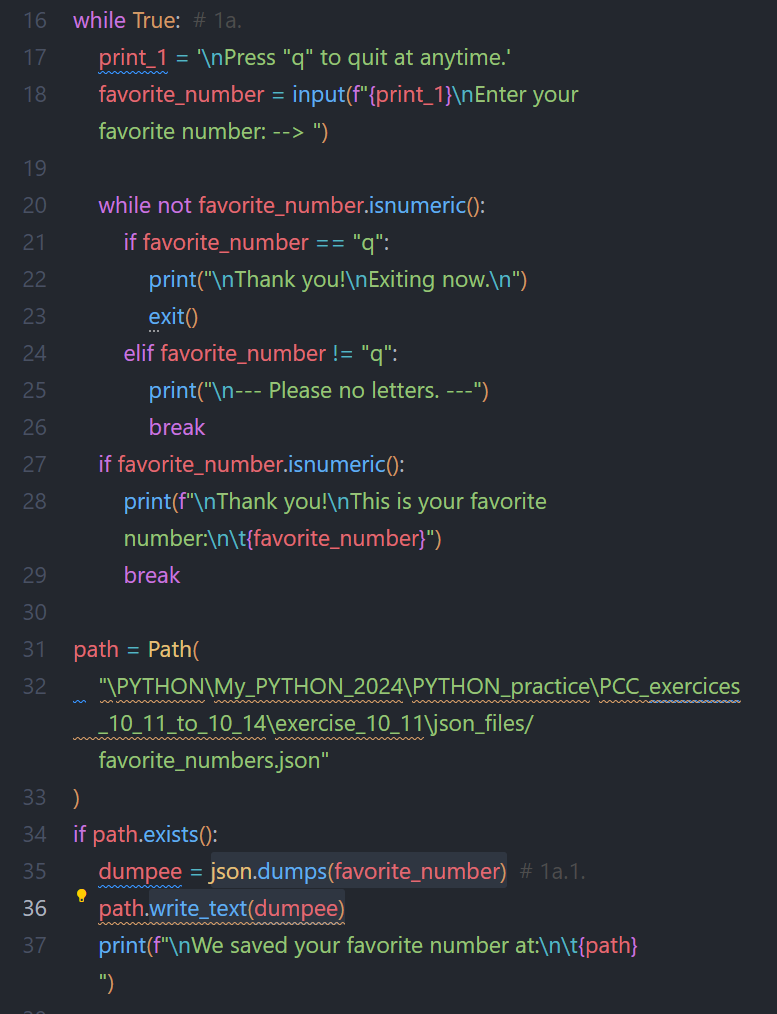 16 while True: # 1a.
17 print_1 = '\nPress "q" to quit at anytime.'
18 favorite_number = input(f"{print_1}\nEnter your
favorite number: --> ")
19
20 while not favorite_number.isnumeric():
21 if favorite_number == "q":
22 print("\nThank you!\nExiting now.\n")
23 exit()
24 elif favorite_number != "q":
25 print("\n--- Please no letters. ---")
26 break
27 if favorite_number.isnumeric():
28 print(f"\nThank you!\nThis is your favorite
number:\n\t{favorite_number}")
29 break
30
31 path = Path(
32 "\PYTHON\My_PYTHON_2024\PYTHON_practice\PCC_exercices
_10_11_to_10_14\exercise_10_11\json_files/
favorite_numbers.json"
33 )
34 if path.exists():
35 dumpee = json.dumps(favorite_number) # 1a.1.
36 path.write_text(dumpee)
37 print(f"\nWe saved your favorite number at:\n\t{path}
")